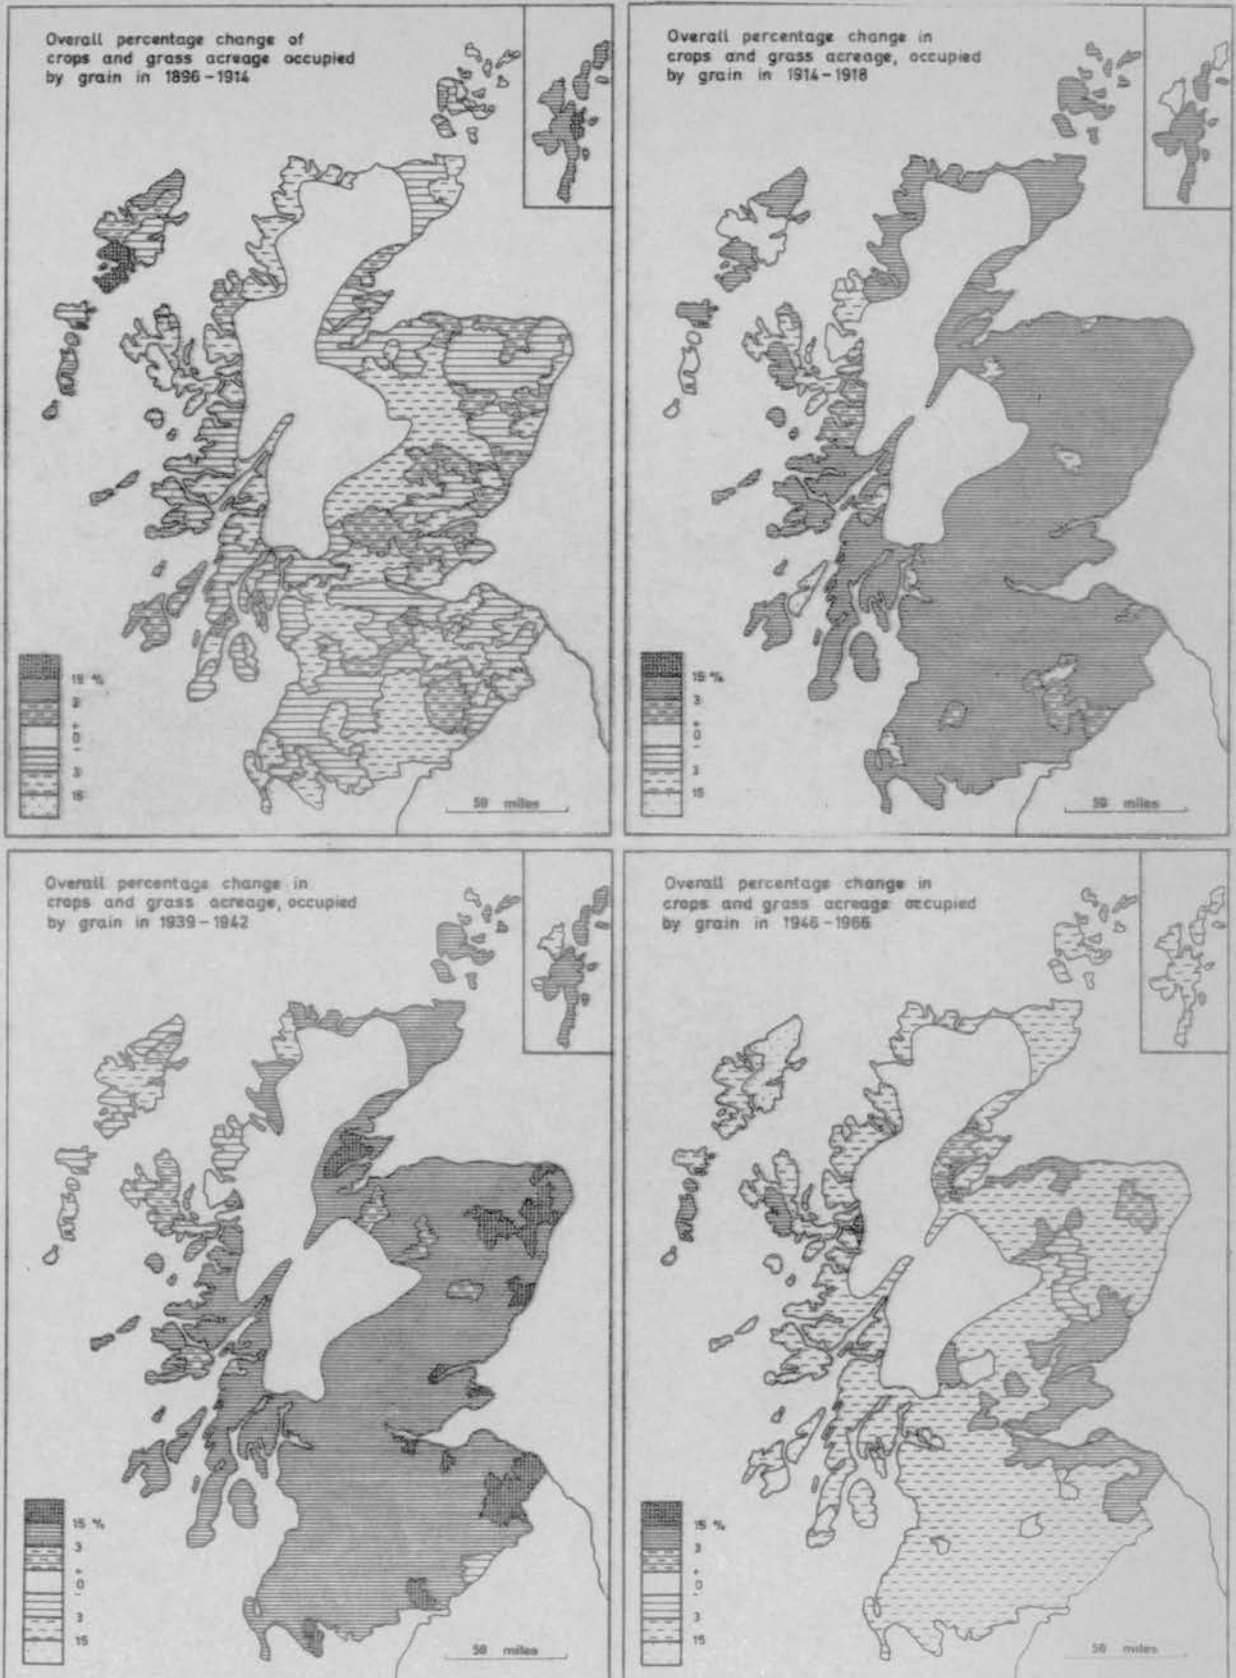 Overall percentage change of
crops and grass acreage occupied
by grain in 1896-1914
15 %
+
0
-
3
15
50 miles
Overall percentage change in
crops and grass acreage, occupied
by grain in 1914-1918
15 %
3
+
0
-
3
15
50 miles
Overall percentage change in
crops and grass acreage, occupied
by grain in 1939-1942
15 %
3
+
0
-
3
15
50 miles
Overall percentage change in
crops and grass acreage occupied
by grain in 1946-1966
15 %
3
+
0
-
3
15
50 miles